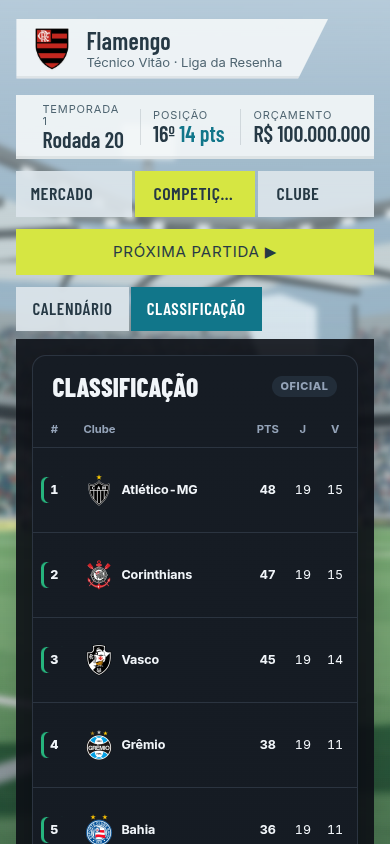 Flamengo
Técnico Vitão · Liga da Resenha
TEMPORADA 1
Rodada 20
POSIÇÃO
16º 14 pts
ORÇAMENTO
R$ 100.000.000
MERCADO
COMPETIÇ...
CLUBE
PRÓXIMA PARTIDA ▶
CALENDÁRIO
CLASSIFICAÇÃO
CLASSIFICAÇÃO
OFICIAL
# Clube PTS J V
1 Atlético-MG 48 19 15
2 Corinthians 47 19 15
3 Vasco 45 19 14
4 GRÊMIO Grêmio 38 19 11
5 Bahia 36 19 11